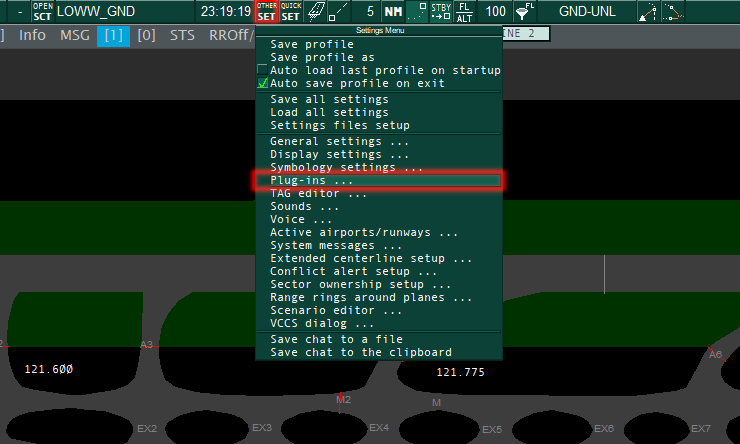 - OPEN SCT LOWW_GND 23:19:19 OTHER SET QUICK SET 5 NM STBY FL ALT 100 FL GND-UNL
] Info MSG [1] [0] STS RROff/ INE 2
Settings Menu
Save profile
Save profile as
Auto load last profile on startup
Auto save profile on exit
Save all settings
Load all settings
Settings files setup
General settings ...
Display settings ...
Symbology settings ...
Plug-ins ...
TAG editor ...
Sounds ...
Voice ...
Active airports/runways ...
System messages ...
Extended centerline setup ...
Conflict alert setup ...
Sector ownership setup ...
Range rings around planes ...
Scenario editor ...
VCCS dialog ...
Save chat to a file
Save chat to the clipboard
2 A3 A6
121.600 121.775
M2 M
EX2 EX3 EX4 EX5 EX6 EX7